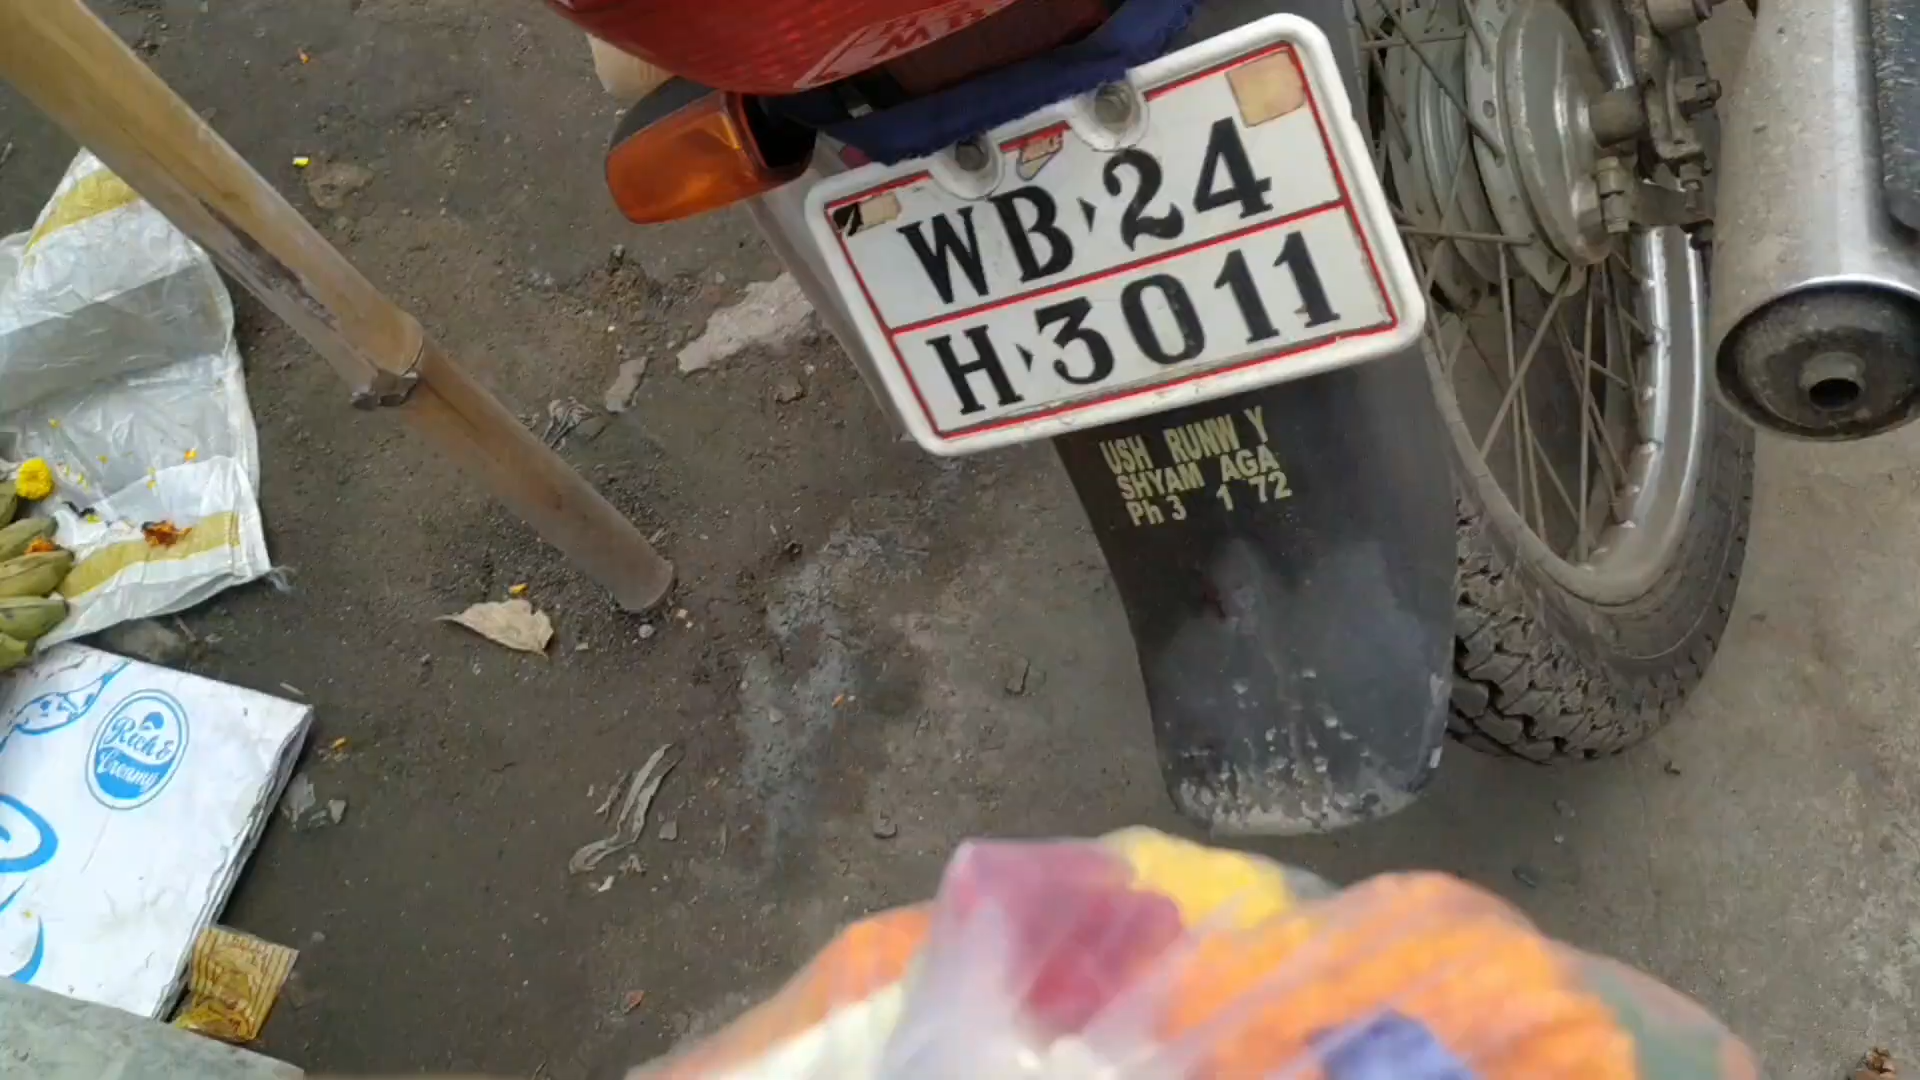 WB 24
H 3011
USH RUNW Y
SHYAM AGA
Ph 3 1 72
Rich &
Creamy